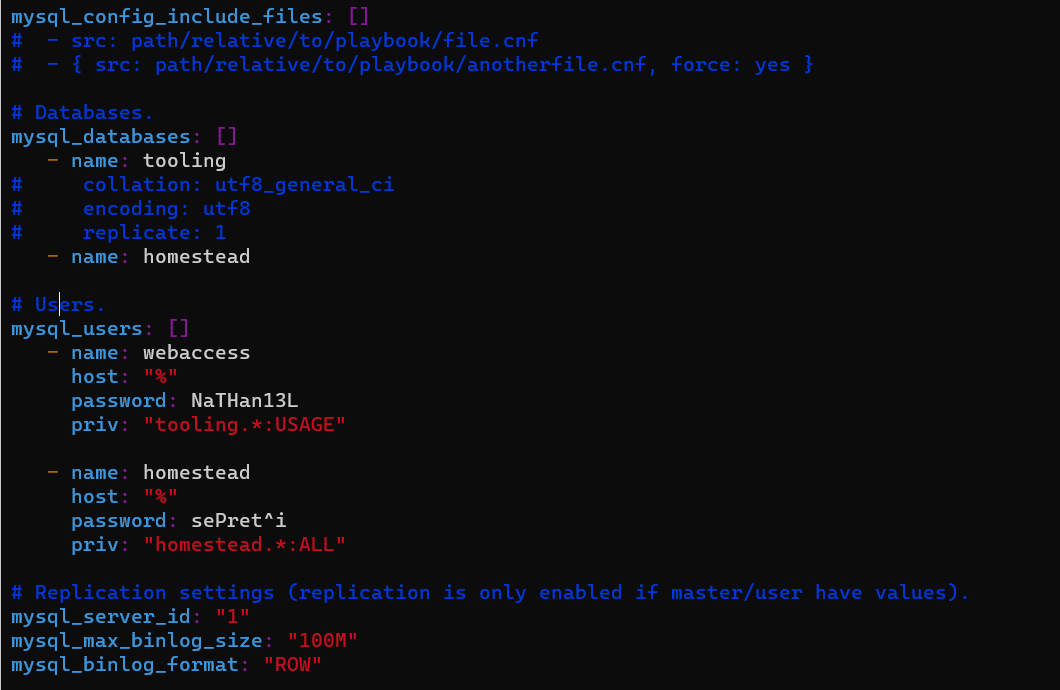 mysql_config_include_files: []
#  - src: path/relative/to/playbook/file.cnf
#  - { src: path/relative/to/playbook/anotherfile.cnf, force: yes }
# Databases.
mysql_databases: []
   - name: tooling
#     collation: utf8_general_ci
#     encoding: utf8
#     replicate: 1
   - name: homestead
# Users.
mysql_users: []
   - name: webaccess
     host: "%"
     password: NaTHan13L
     priv: "tooling.*:USAGE"
   - name: homestead
     host: "%"
     password: sePret^i
     priv: "homestead.*:ALL"
# Replication settings (replication is only enabled if master/user have values).
mysql_server_id: "1"
mysql_max_binlog_size: "100M"
mysql_binlog_format: "ROW"